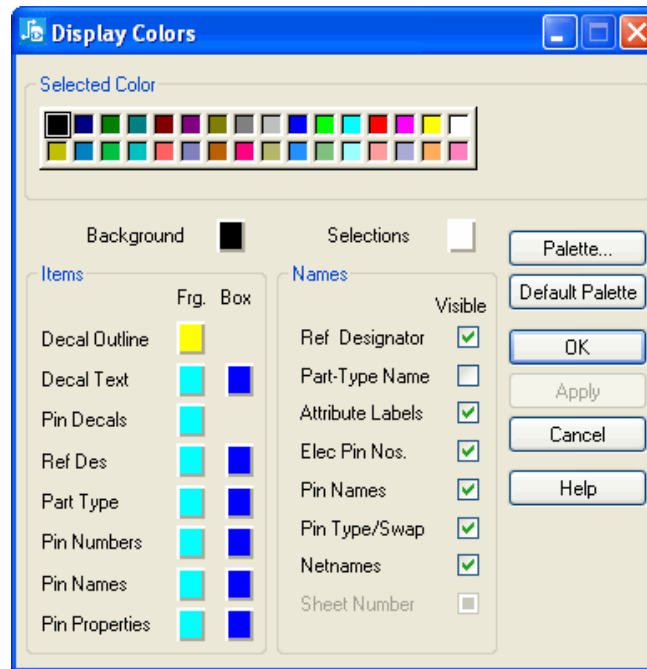 Display Colors
Selected Color
Background
Selections
Palette...
Default Palette
OK
Apply
Cancel
Help
Items
Frg. Box
Decal Outline
Decal Text
Pin Decals
Ref Des
Part Type
Pin Numbers
Pin Names
Pin Properties
Names
Visible
Ref Designator
Part-Type Name
Attribute Labels
Elec Pin Nos.
Pin Names
Pin Type/Swap
Netnames
Sheet Number